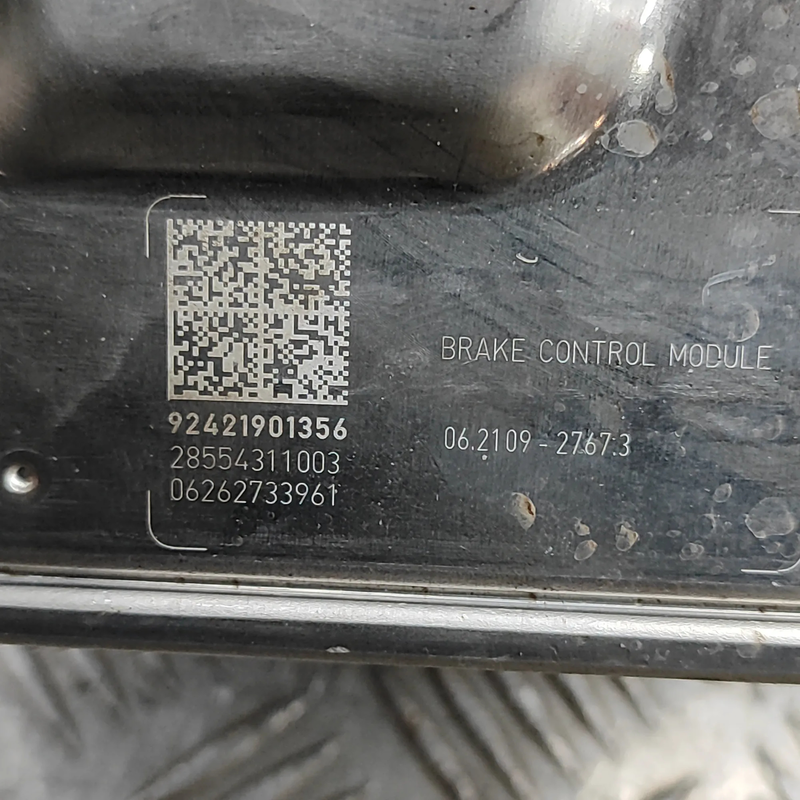 BRAKE CONTROL MODULE
92421901356
28554311003
06262733961
06.2109-2767.3